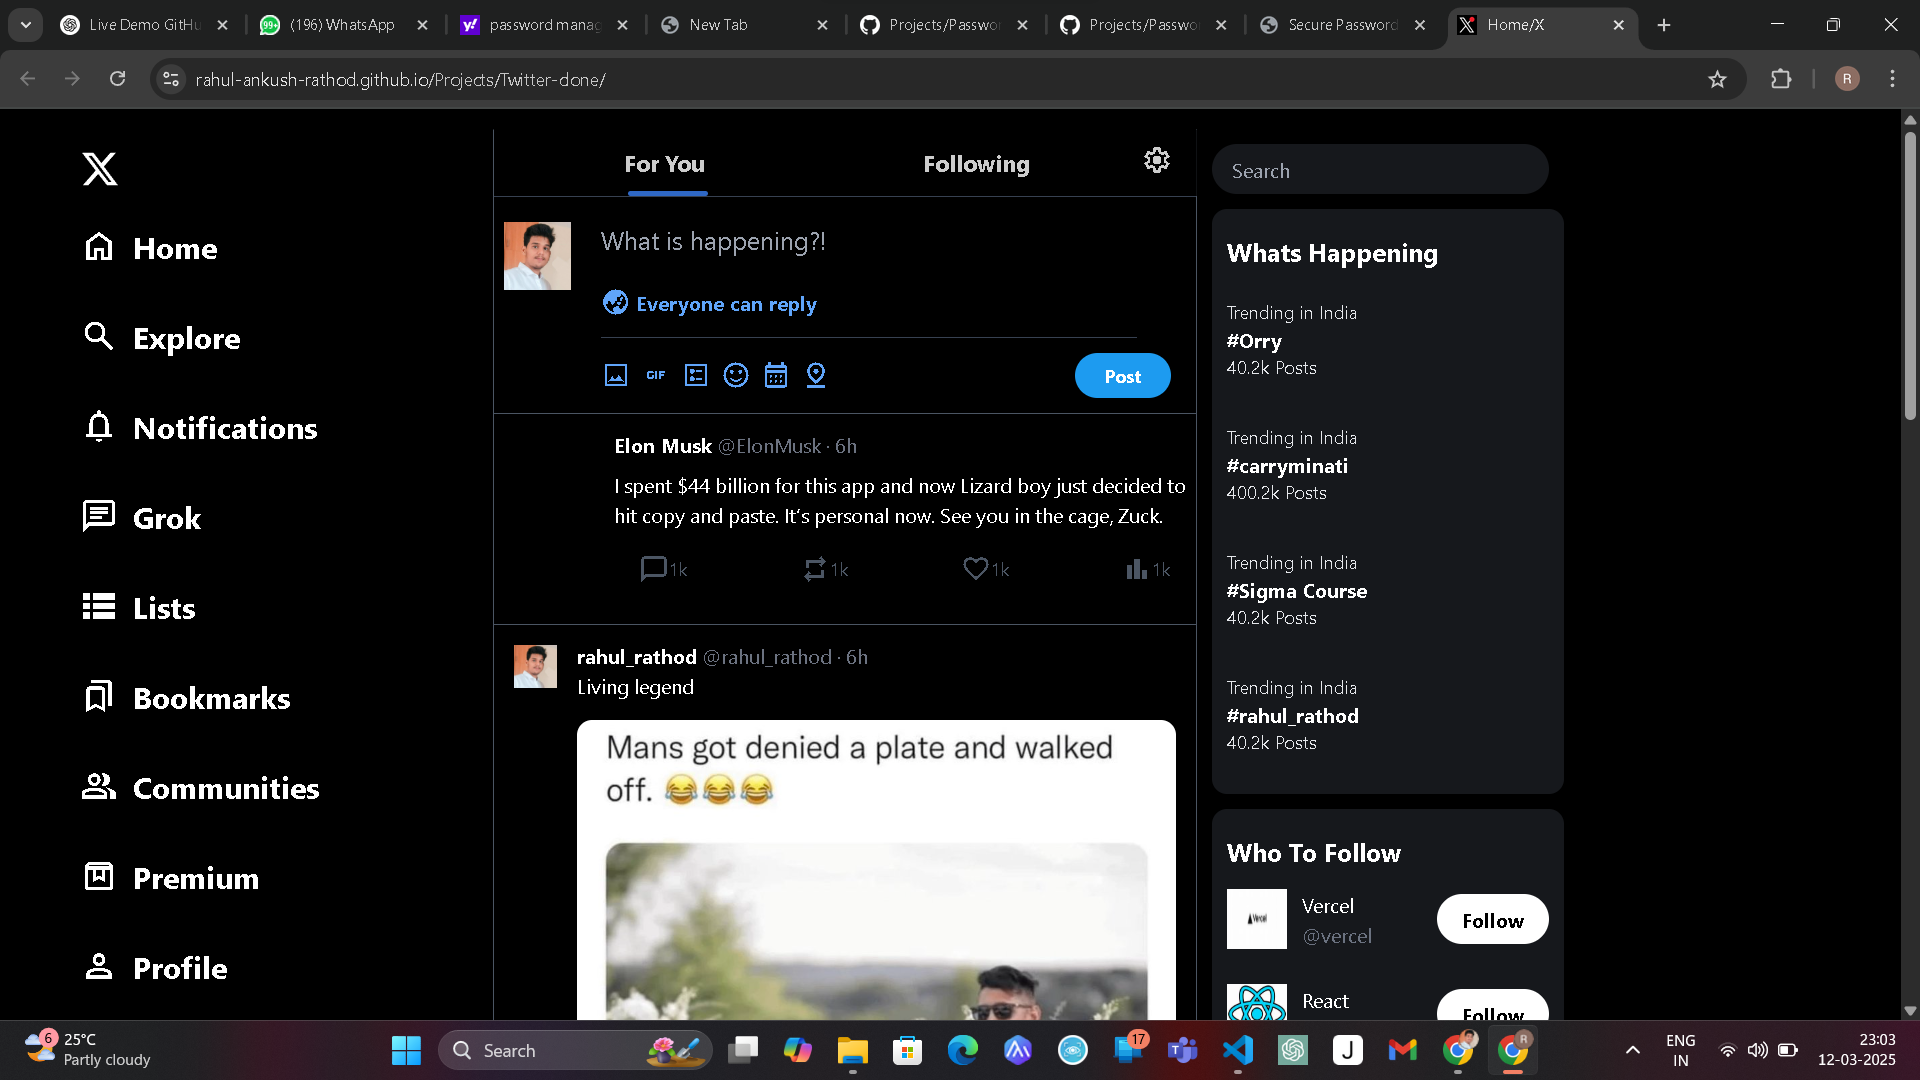 Live Demo GitHu
(196) WhatsApp
password manag
New Tab
Projects/Passwor
Projects/Passwo
Secure Password
Home/X
rahul-ankush-rathod.github.io/Projects/Twitter-done/
R
Home
Explore
Notifications
Grok
Lists
Bookmarks
Communities
Premium
Profile
For You
Following
What is happening?!
Everyone can reply
GIF
Post
Elon Musk @ElonMusk · 6h
I spent $44 billion for this app and now Lizard boy just decided to
hit copy and paste. It's personal now. See you in the cage, Zuck.
1k 1k 1k 1k
rahul_rathod @rahul_rathod · 6h
Living legend
Mans got denied a plate and walked
off. 😂😂😂
Search
Whats Happening
Trending in India
#Orry
40.2k Posts
Trending in India
#carryminati
400.2k Posts
Trending in India
#Sigma Course
40.2k Posts
Trending in India
#rahul_rathod
40.2k Posts
Who To Follow
Vercel
Vercel
@vercel
Follow
React
Follow
6
25°C
Partly cloudy
Search
17
J
R
ENG
IN
23:03
12-03-2025